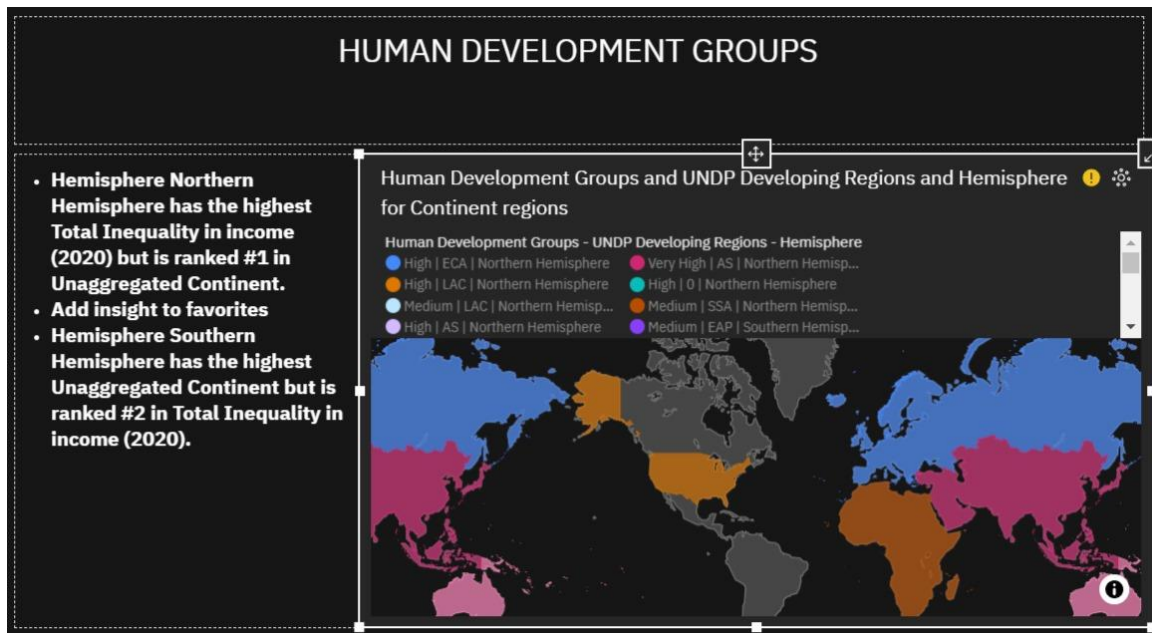 HUMAN DEVELOPMENT GROUPS
• Hemisphere Northern
Hemisphere has the highest
Total Inequality in income
(2020) but is ranked #1 in
Unaggregated Continent.
• Add insight to favorites
• Hemisphere Southern
Hemisphere has the highest
Unaggregated Continent but is
ranked #2 in Total Inequality in
income (2020).
Human Development Groups and UNDP Developing Regions and Hemisphere
for Continent regions
Human Development Groups - UNDP Developing Regions - Hemisphere
High | ECA | Northern Hemisphere
Very High | AS | Northern Hemisp...
High | LAC | Northern Hemisphere
High | 0 | Northern Hemisphere
Medium | LAC | Northern Hemisp...
Medium | SSA | Northern Hemisp...
High | AS | Northern Hemisphere
Medium | EAP | Southern Hemisp...